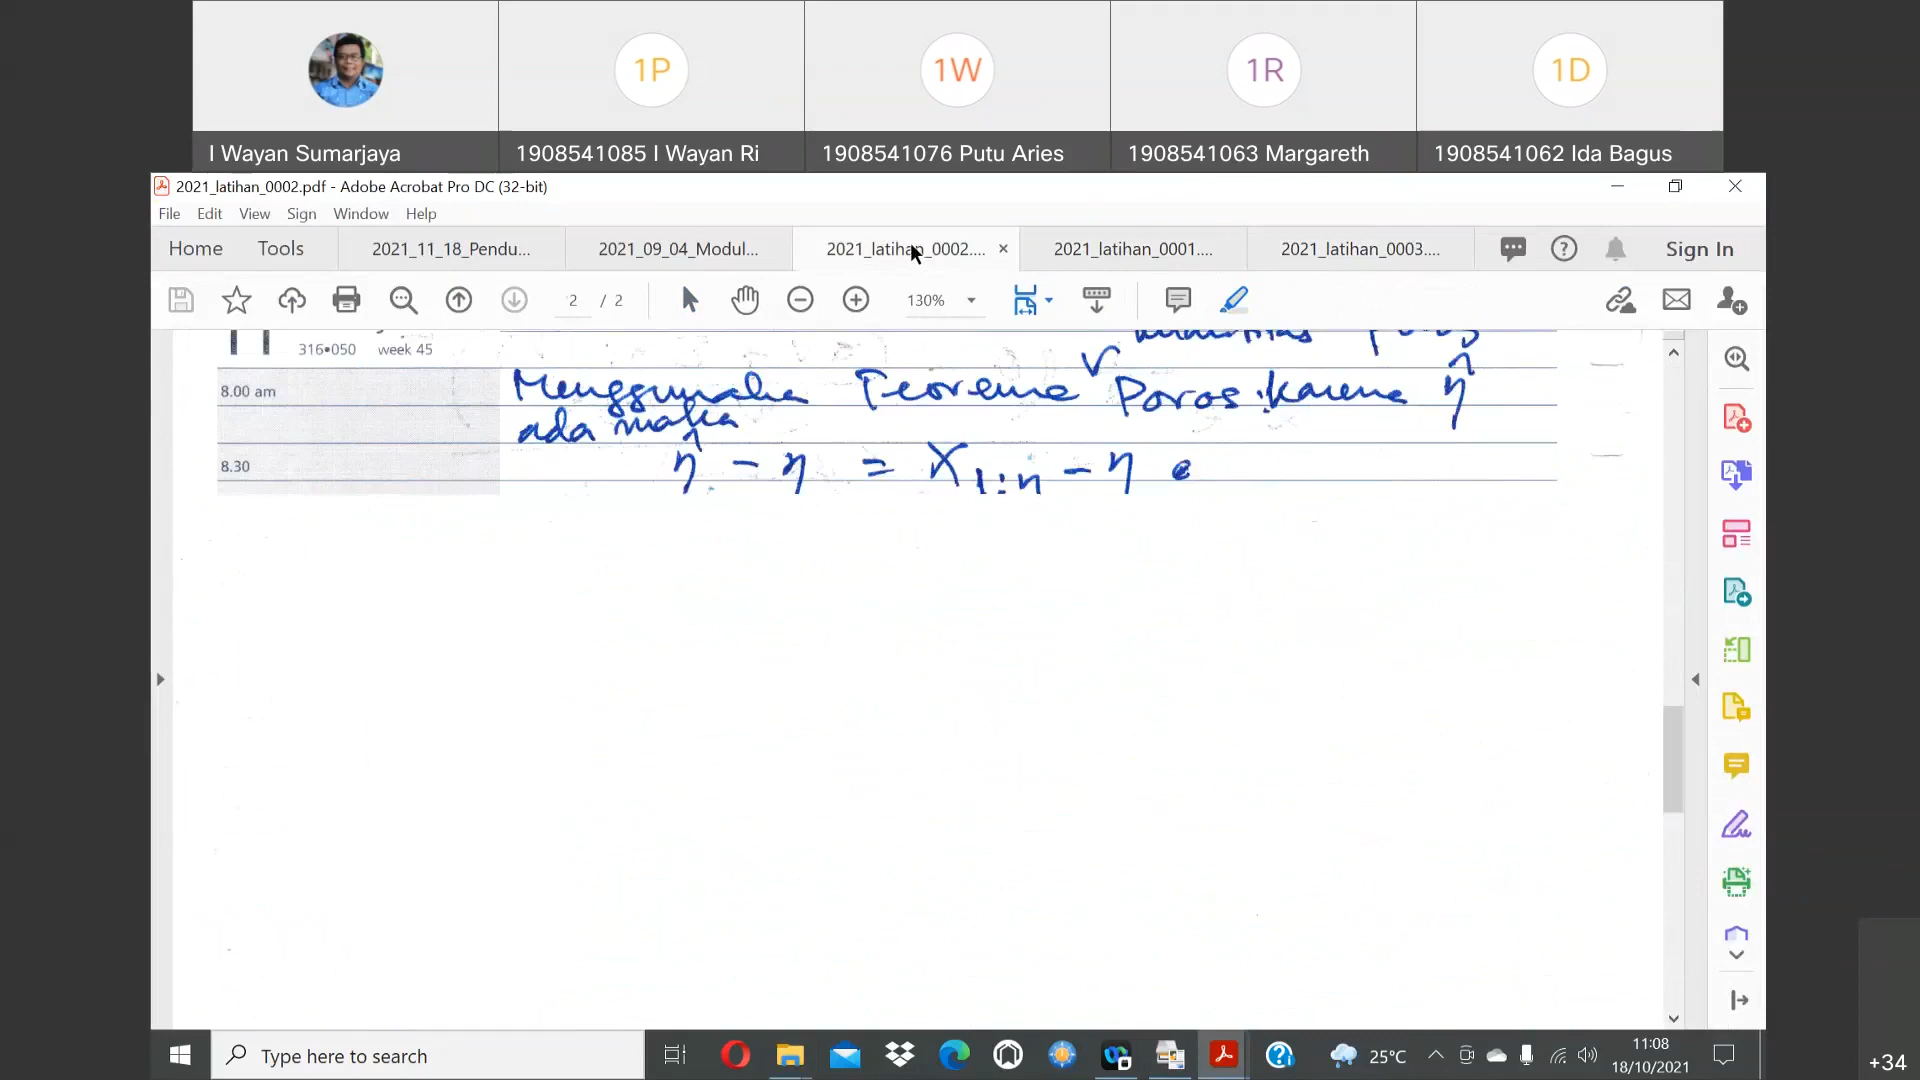 1P
1W
1R
1D
I Wayan Sumarjaya
1908541085 I Wayan Ri
1908541076 Putu Aries
1908541063 Margareth
1908541062 Ida Bagus
2021_latihan_0002.pdf - Adobe Acrobat Pro DC (32-bit)
File Edit View Sign Window Help
Home Tools 2021_11_18_Pendu... 2021_09_04_Modul... 2021_latihan_0002.... × 2021_latihan_0001.... 2021_latihan_0003.... Sign In
2 / 2 130%
316•050 week 45
8.00 am Menggunaka Teorema Poros. karena η̂
ada maka
8.30 η̂ - η = X1:n - η
Type here to search
25°C
11:08
18/10/2021
+34